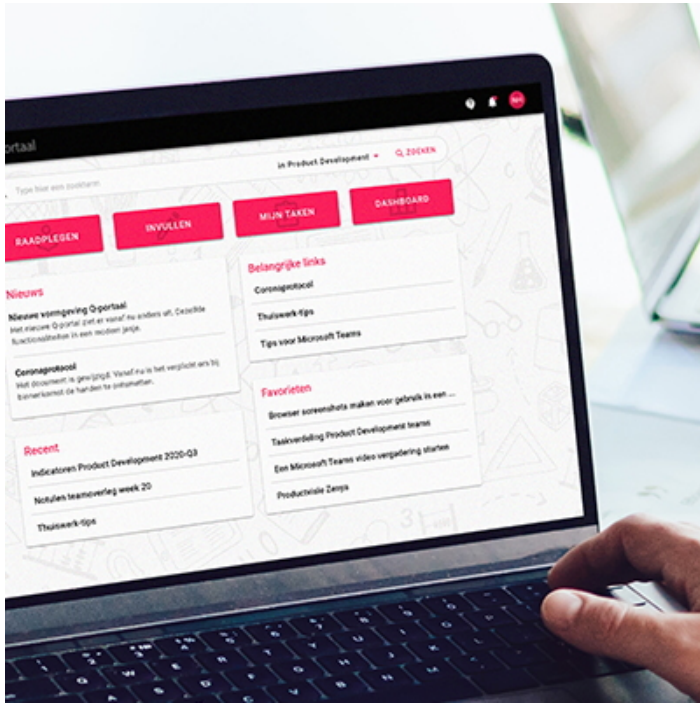 ortaal
Type hier een zoekterm
in Product Development
ZOEKEN
RAADPLEGEN
INVULLEN
MIJN TAKEN
DASHBOARD
Nieuws
Nieuwe vormgeving Q-portaal
Het nieuwe Q-portal ziet er vanaf nu anders uit. Dezelfde
functionaliteiten in een modern jasje.
Coronaprotocol
Het document is gewijzigd. Vanaf nu is het verplicht om bij
binnenkomst de handen te ontsmetten.
Belangrijke links
Coronaprotocol
Thuiswerk-tips
Tips voor Microsoft Teams
Recent
Indicatoren Product Development 2020-Q3
Notulen teamoverleg week 20
Thuiswerk-tips
Favorieten
Browser screenshots maken voor gebruik in een ...
Taakverdeling Product Development teams
Een Microsoft Teams video vergadering starten
Productvisie Zenya